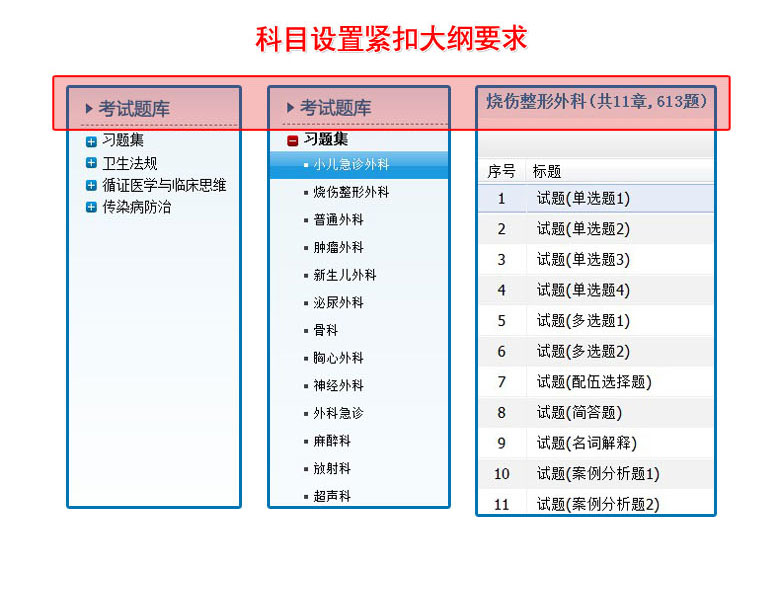 科目设置紧扣大纲要求
考试题库
习题集
卫生法规
循证医学与临床思维
传染病防治
考试题库
习题集
小儿急诊外科
烧伤整形外科
普通外科
肿瘤外科
新生儿外科
泌尿外科
骨科
胸心外科
神经外科
外科急诊
麻醉科
放射科
超声科
烧伤整形外科(共11章,613题)
序号 标题
1 试题(单选题1)
2 试题(单选题2)
3 试题(单选题3)
4 试题(单选题4)
5 试题(多选题1)
6 试题(多选题2)
7 试题(配伍选择题)
8 试题(简答题)
9 试题(名词解释)
10 试题(案例分析题1)
11 试题(案例分析题2)